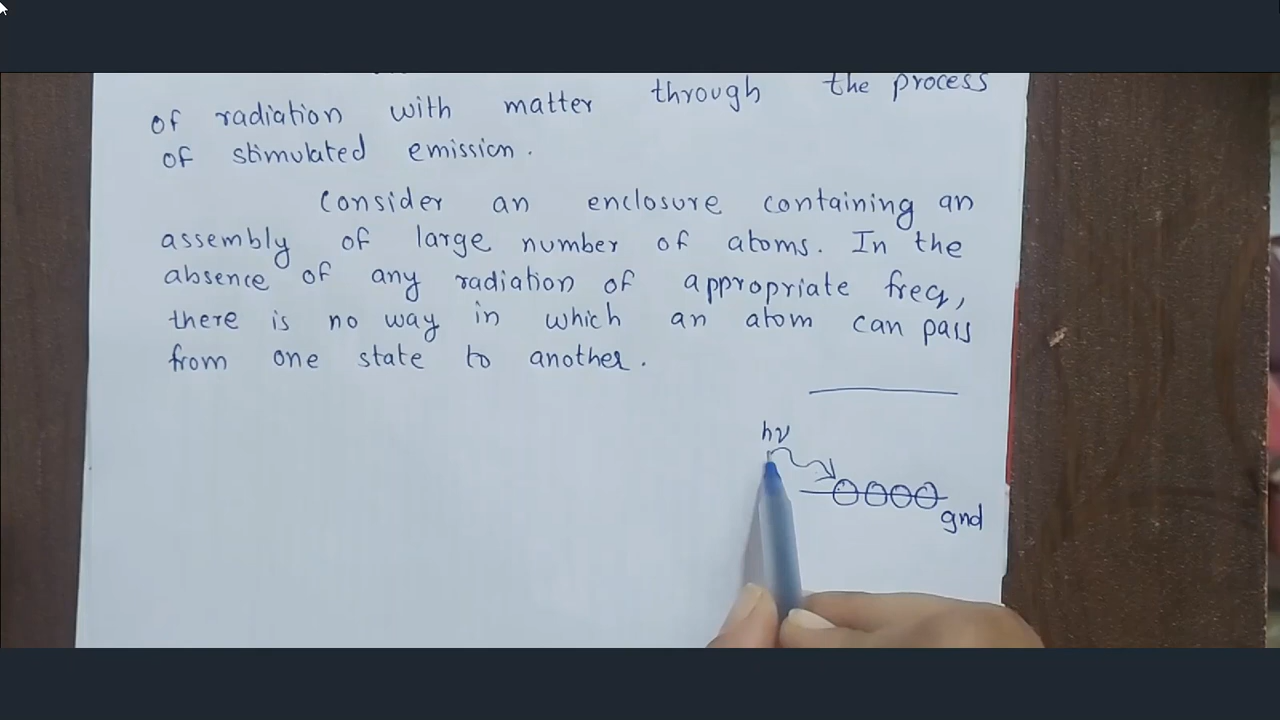 of radiation with matter through the process
of stimulated emission.
Consider an enclosure containing an
assembly of large number of atoms. In the
absence of any radiation of appropriate freq,
there is no way in which an atom can pass
from one state to another.
hν
gnd